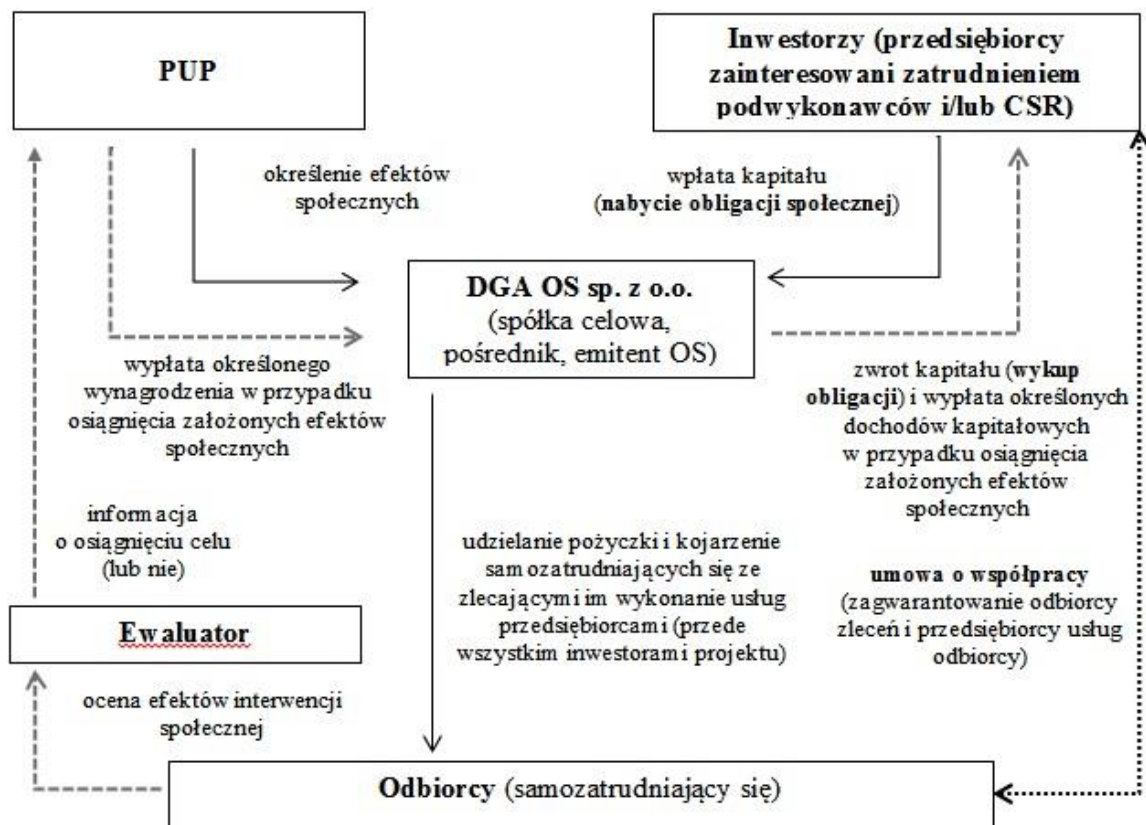 PUP
Inwestorzy (przedsiębiorcy
zainteresowani zatrudnieniem
podwykonawców i/lub CSR)
określenie efektów
społecznych
wpłata kapitału
(nabycie obligacji społecznej)
DGA OS sp. z o.o.
(spółka celowa,
pośrednik, emitent OS)
wypłata określonego
wynagrodzenia w przypadku
osiągnięcia założonych efektów
społecznych
zwrot kapitału (wykup
obligacji) i wypłata określonych
dochodów kapitałowych
w przypadku osiągnięcia
założonych efektów
społecznych
informacja
o osiągnięciu celu
(lub nie)
udzielanie pożyczki i kojarzenie
samozatrudniających się ze
zlecającymi im wykonanie usług
przedsiębiorcami (przede
wszystkim inwestorami projektu)
umowa o współpracy
(zagwarantowanie odbiorcy
zleceń i przedsiębiorcy usług
odbiorcy)
Ewaluator
ocena efektów interwencji
społecznej
Odbiorcy (samozatrudniający się)